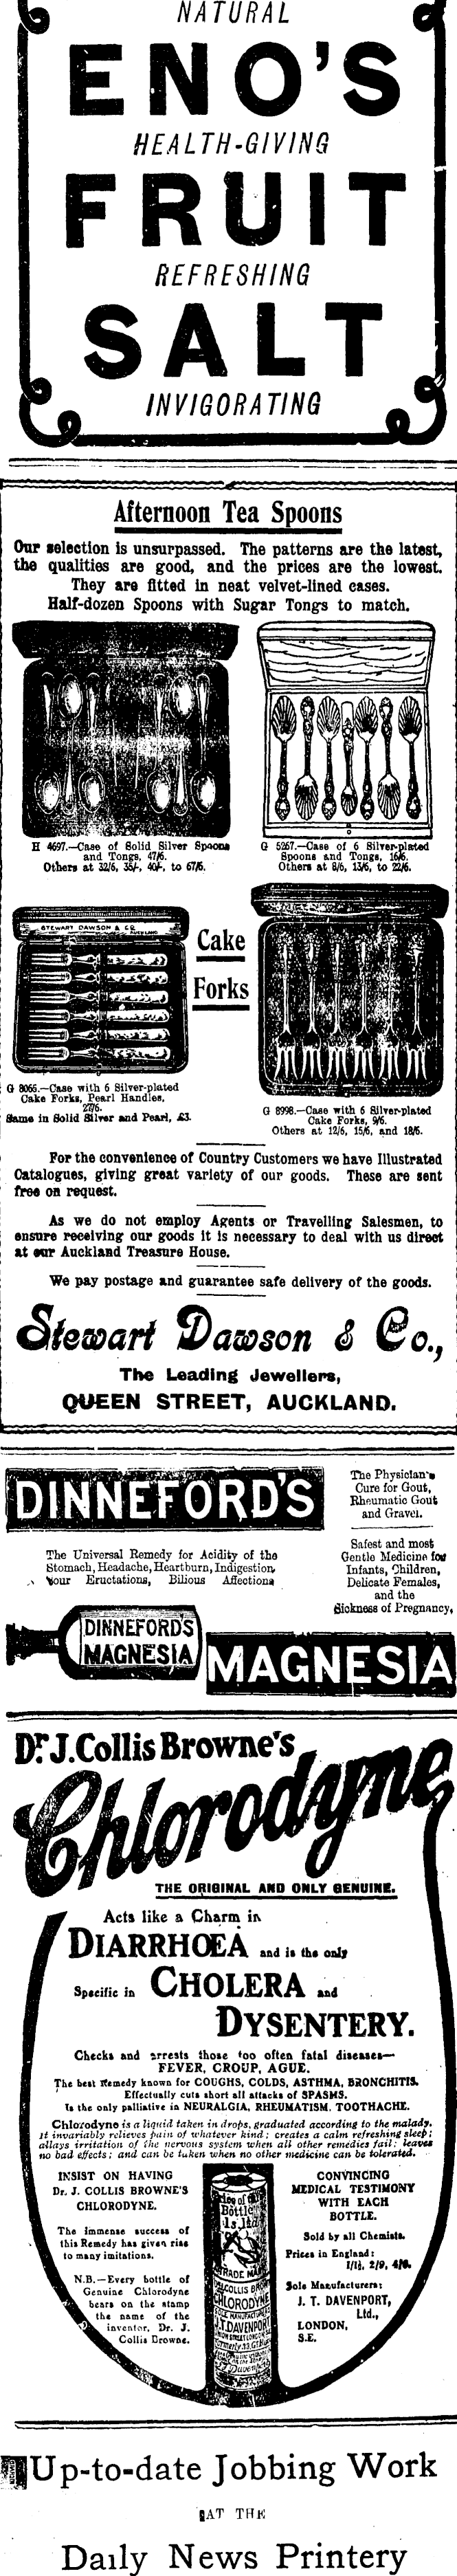 NATURAL
ENO'S
HEALTH-GIVING
FRUIT
REFRESHING
SALT
INVIGORATING
Afternoon Tea Spoons
Our selection is unsurpassed. The patterns are the latest,
the qualities are good, and the prices are the lowest.
They are fitted in neat velvet-lined cases.
Half-dozen Spoons with Sugar Tongs to match.
H 4697.—Case of Solid Silver Spoons
and Tongs, 47/6.
Others at 32/6, 35/-, 40/-, to 67/6.
G 5267.—Case of 6 Silver-plated
Spoons and Tongs, 16/6.
Others at 8/6, 13/6, to 22/6.
STEWART DAWSON & CO.
AUCKLAND
Cake
Forks
G 8066.—Case with 6 Silver-plated
Cake Forks, Pearl Handles,
27/6.
Same in Solid Silver and Pearl, £3.
G 8998.—Case with 6 Silver-plated
Cake Forks, 9/6.
Others at 12/6, 15/6, and 18/6.
For the convenience of Country Customers we have Illustrated
Catalogues, giving great variety of our goods. These are sent
free on request.
As we do not employ Agents or Travelling Salesmen, to
ensure receiving our goods it is necessary to deal with us direct
at our Auckland Treasure House.
We pay postage and guarantee safe delivery of the goods.
Stewart Dawson & Co.,
The Leading Jewellers,
QUEEN STREET, AUCKLAND.
DINNEFORD'S
The Universal Remedy for Acidity of the
Stomach, Headache, Heartburn, Indigestion,
Sour Eructations, Bilious Affections
The Physician's
Cure for Gout,
Rheumatic Gout
and Gravel.
Safest and most
Gentle Medicine for
Infants, Children,
Delicate Females,
and the
Sickness of Pregnancy,
DINNEFORD'S
MAGNESIA
MAGNESIA
Dr. J. Collis Browne's
Chlorodyne
THE ORIGINAL AND ONLY GENUINE.
Acts like a Charm in
DIARRHOEA and is the only
Specific in CHOLERA and
DYSENTERY.
Checks and arrests those too often fatal diseases—
FEVER, CROUP, AGUE.
The best Remedy known for COUGHS, COLDS, ASTHMA, BRONCHITIS.
Effectually cuts short all attacks of SPASMS.
Is the only palliative in NEURALGIA, RHEUMATISM, TOOTHACHE.
Chlorodyne is a liquid taken in drops, graduated according to the malady.
It invariably relieves pain of whatever kind; creates a calm refreshing sleep;
allays irritation of the nervous system when all other remedies fail; leaves
no bad effects; and can be taken when no other medicine can be tolerated.
INSIST ON HAVING
Dr. J. COLLIS BROWNE'S
CHLORODYNE.
The immense success of
this Remedy has given rise
to many imitations.
N.B.—Every bottle of
Genuine Chlorodyne
bears on the stamp
the name of the
inventor, Dr. J.
Collis Browne.
Price of
Bottle
TRADE MARK
COLLIS BROWNE
CHLORODYNE
SOLE MANUFACTURERS
J.T. DAVENPORT
CONVINCING
MEDICAL TESTIMONY
WITH EACH
BOTTLE.
Sold by all Chemists.
Prices in England:
1/1½, 2/9, 4/6.
Sole Manufacturers:
J. T. DAVENPORT,
Ltd.,
LONDON,
S.E.
Up-to-date Jobbing Work
AT THE
Daily News Printery